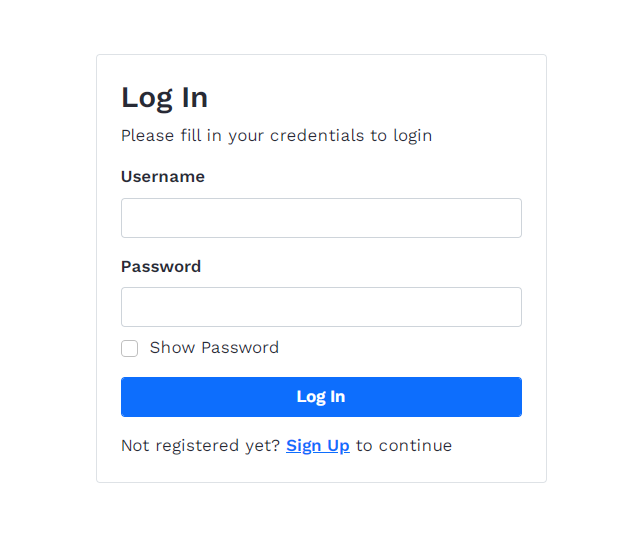 Log In
Please fill in your credentials to login
Username
Password
Show Password
Log In
Not registered yet? Sign Up to continue